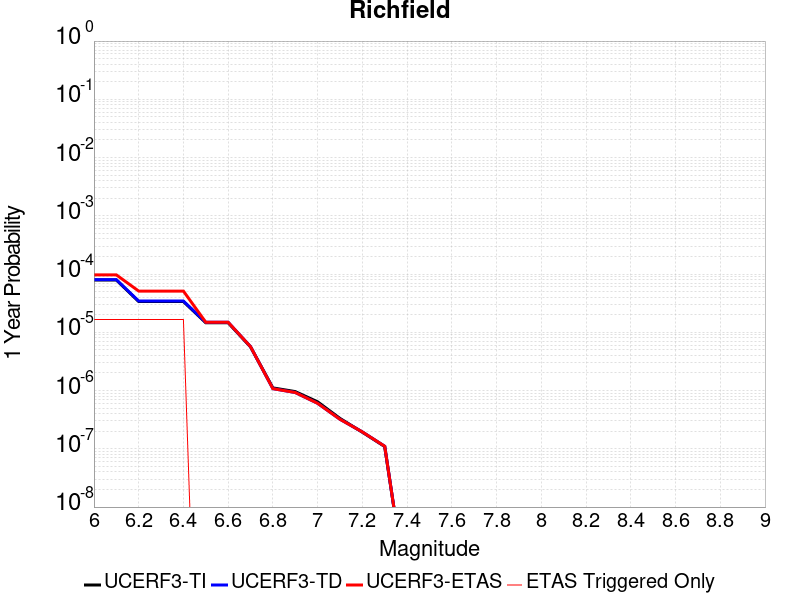 Richfield
10^0
10^-1
10^-2
10^-3
10^-4
10^-5
10^-6
10^-7
10^-8
1 Year Probability
6 6.2 6.4 6.6 6.8 7 7.2 7.4 7.6 7.8 8 8.2 8.4 8.6 8.8 9
Magnitude
UCERF3-TI UCERF3-TD UCERF3-ETAS ETAS Triggered Only